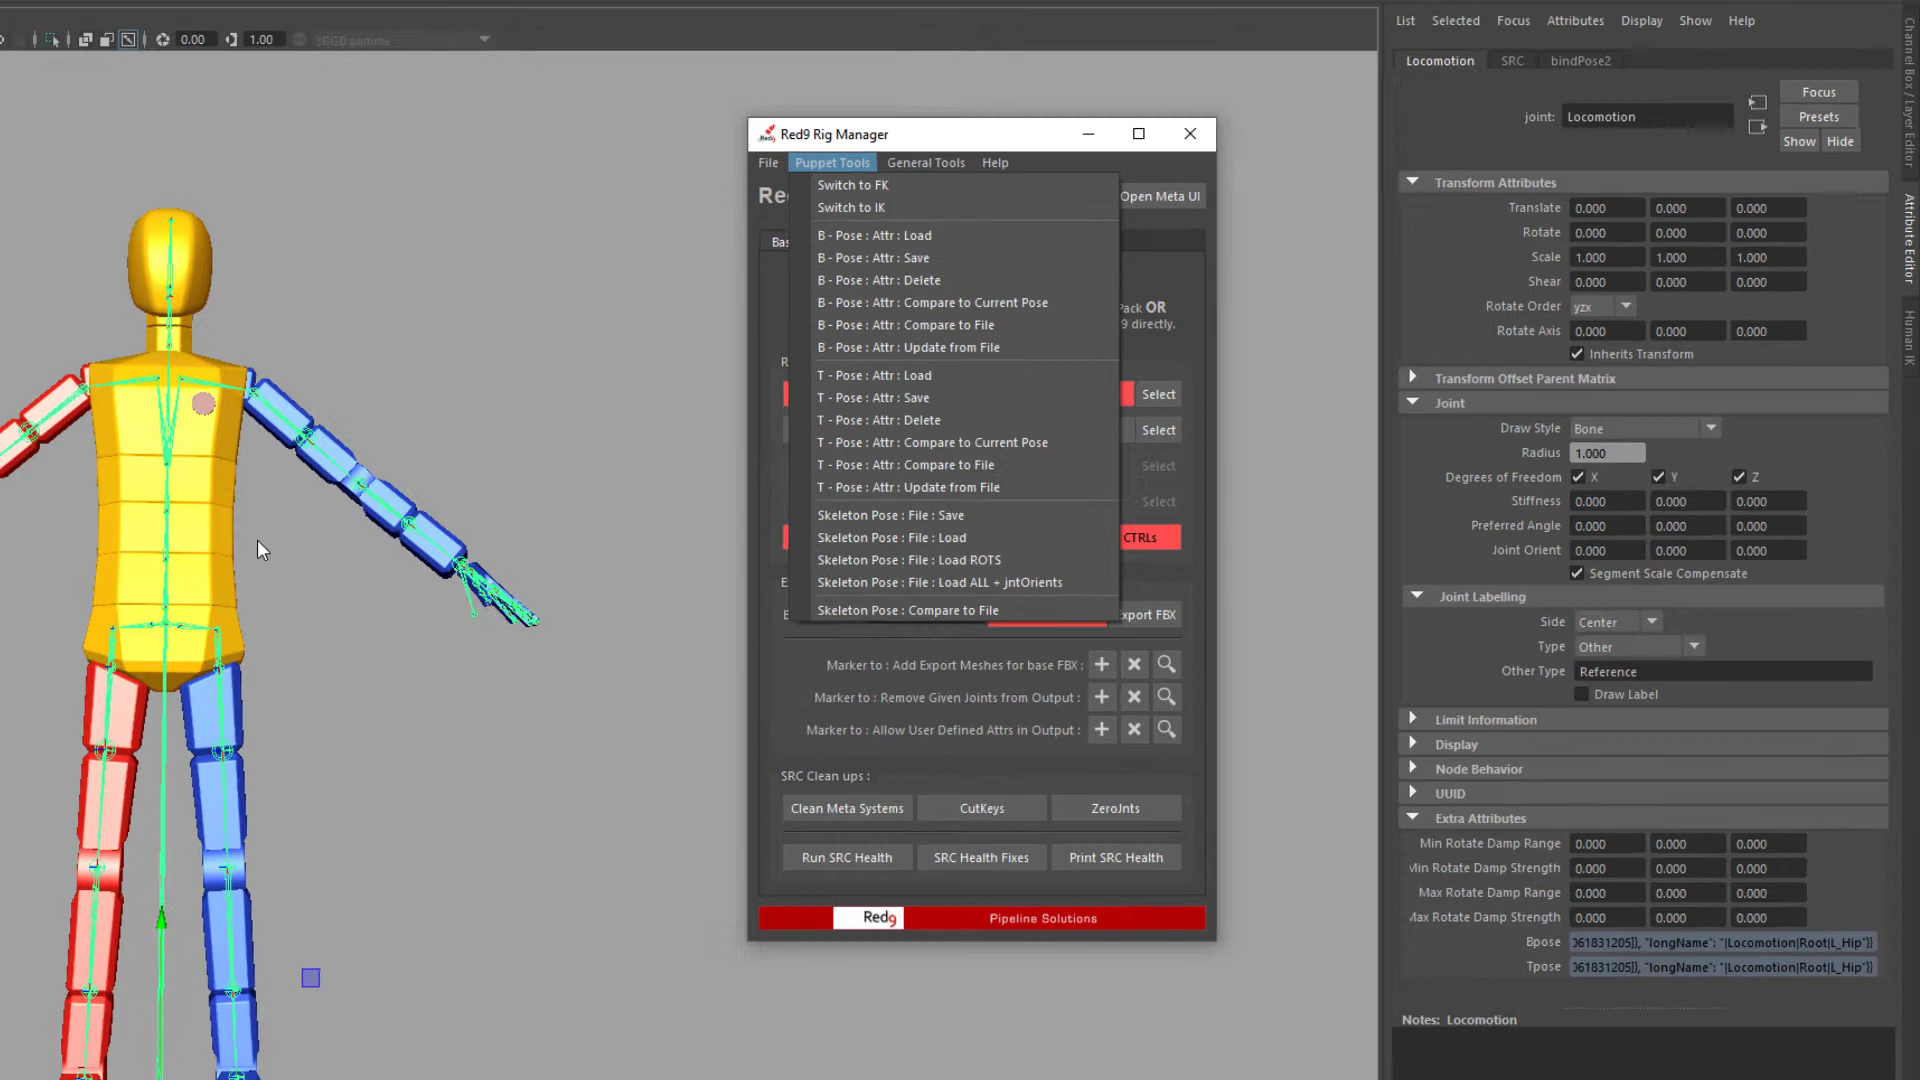 0.00 1.00 sRGB gamma
Red9 Rig Manager
File Puppet Tools General Tools Help
Open Meta UI
Switch to FK
Switch to IK
B - Pose : Attr : Load
B - Pose : Attr : Save
B - Pose : Attr : Delete
B - Pose : Attr : Compare to Current Pose
B - Pose : Attr : Compare to File
B - Pose : Attr : Update from File
T - Pose : Attr : Load
T - Pose : Attr : Save
T - Pose : Attr : Delete
T - Pose : Attr : Compare to Current Pose
T - Pose : Attr : Compare to File
T - Pose : Attr : Update from File
Skeleton Pose : File : Save
Skeleton Pose : File : Load
Skeleton Pose : File : Load ROTS
Skeleton Pose : File : Load ALL + jntOrients
Skeleton Pose : Compare to File
Pack OR
9 directly.
Select
Select
Select
Select
CTRLs
xport FBX
Marker to : Add Export Meshes for base FBX :
Marker to : Remove Given Joints from Output :
Marker to : Allow User Defined Attrs in Output :
SRC Clean ups :
Clean Meta Systems CutKeys ZeroJnts
Run SRC Health SRC Health Fixes Print SRC Health
Red9 Pipeline Solutions
List Selected Focus Attributes Display Show Help
Locomotion SRC bindPose2
joint: Locomotion
Focus
Presets
Show Hide
Transform Attributes
Translate 0.000 0.000 0.000
Rotate 0.000 0.000 0.000
Scale 1.000 1.000 1.000
Shear 0.000 0.000 0.000
Rotate Order yzx
Rotate Axis 0.000 0.000 0.000
Inherits Transform
Transform Offset Parent Matrix
Joint
Draw Style Bone
Radius 1.000
Degrees of Freedom X Y Z
Stiffness 0.000 0.000 0.000
Preferred Angle 0.000 0.000 0.000
Joint Orient 0.000 0.000 0.000
Segment Scale Compensate
Joint Labelling
Side Center
Type Other
Other Type Reference
Draw Label
Limit Information
Display
Node Behavior
UUID
Extra Attributes
Min Rotate Damp Range 0.000 0.000 0.000
Min Rotate Damp Strength 0.000 0.000 0.000
Max Rotate Damp Range 0.000 0.000 0.000
Max Rotate Damp Strength 0.000 0.000 0.000
Bpose 061831205]}, "longName": "|Locomotion|Root|L_Hip"}}
Tpose 061831205]}, "longName": "|Locomotion|Root|L_Hip"}}
Notes: Locomotion
Channel Box / Layer Editor
Attribute Editor
Human IK